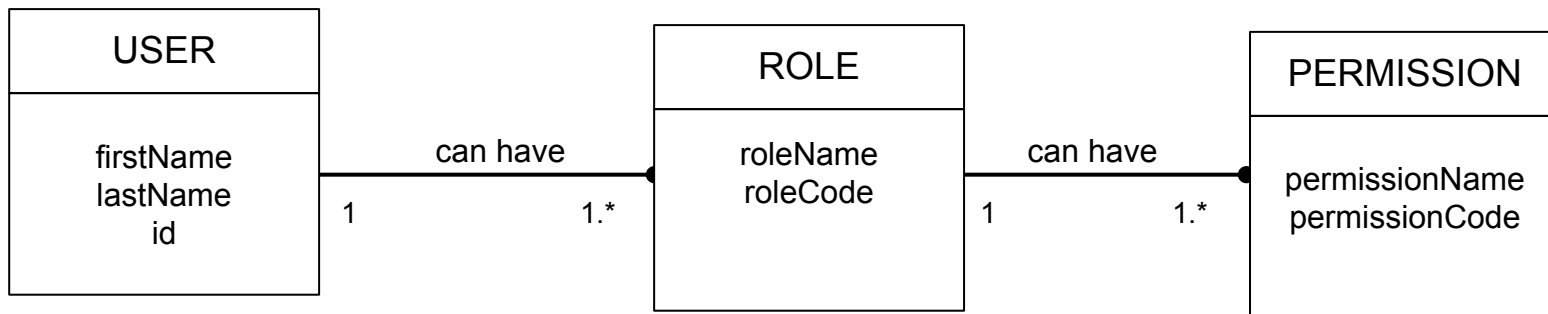 USER
firstName
lastName
id
can have
1
1.*
ROLE
roleName
roleCode
can have
1
1.*
PERMISSION
permissionName
permissionCode